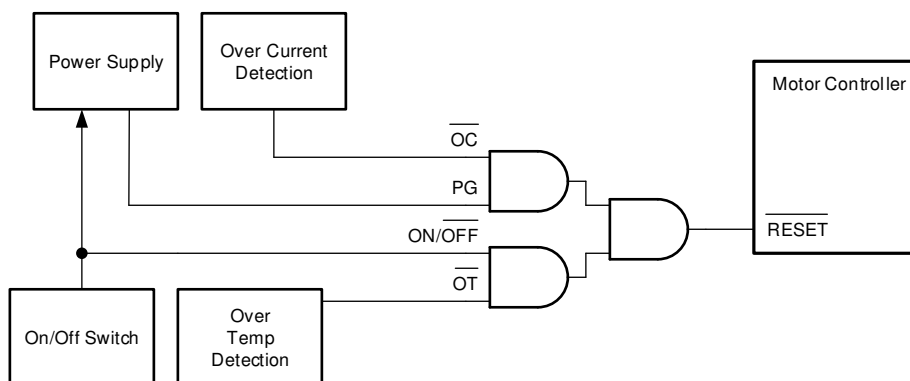 Power Supply
Over Current
Detection
Motor Controller
OC
PG
ON/OFF
OT
RESET
On/Off Switch
Over
Temp
Detection